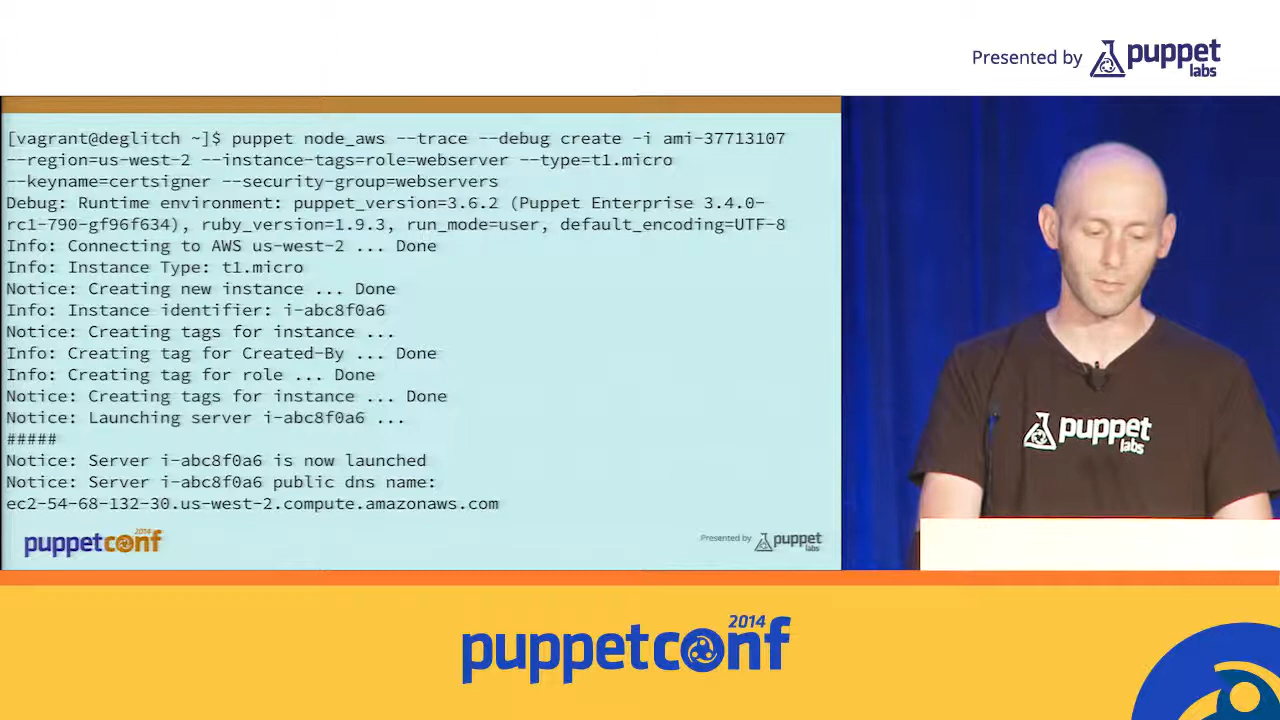 Presented by puppet labs
[vagrant@deglitch ~]$ puppet node_aws --trace --debug create -i ami-37713107
--region=us-west-2 --instance-tags=role=webserver --type=t1.micro
--keyname=certsigner --security-group=webservers
Debug: Runtime environment: puppet_version=3.6.2 (Puppet Enterprise 3.4.0-
rc1-790-gf96f634), ruby_version=1.9.3, run_mode=user, default_encoding=UTF-8
Info: Connecting to AWS us-west-2 ... Done
Info: Instance Type: t1.micro
Notice: Creating new instance ... Done
Info: Instance identifier: i-abc8f0a6
Notice: Creating tags for instance ...
Info: Creating tag for Created-By ... Done
Info: Creating tag for role ... Done
Notice: Creating tags for instance ... Done
Notice: Launching server i-abc8f0a6 ...
#####
Notice: Server i-abc8f0a6 is now launched
Notice: Server i-abc8f0a6 public dns name:
ec2-54-68-132-30.us-west-2.compute.amazonaws.com
puppetconf 2014
Presented by puppet labs
puppet labs
puppetconf 2014